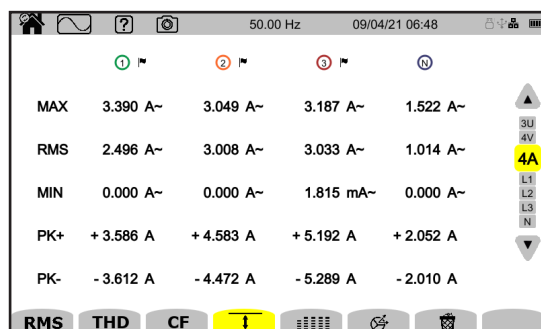 ? 50.00 Hz 09/04/21 06:48
1 2 3 N
MAX 3.390 A~ 3.049 A~ 3.187 A~ 1.522 A~
3U
4V
RMS 2.496 A~ 3.008 A~ 3.033 A~ 1.014 A~
4A
L1
MIN 0.000 A~ 0.000 A~ 1.815 mA~ 0.000 A~
L2
L3
N
PK+ + 3.586 A + 4.583 A + 5.192 A + 2.052 A
PK- - 3.612 A - 4.472 A - 5.289 A - 2.010 A
RMS THD CF